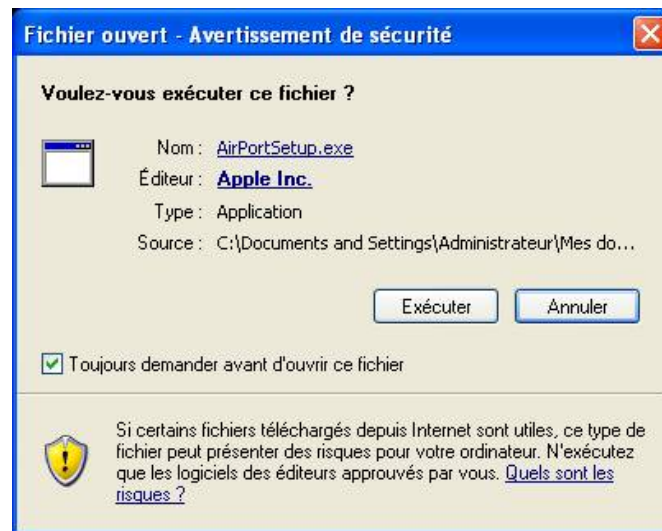 Fichier ouvert - Avertissement de sécurité
Voulez-vous exécuter ce fichier ?
Nom : AirPortSetup.exe
Éditeur : Apple Inc.
Type : Application
Source : C:\Documents and Settings\Administrateur\Mes do...
Exécuter Annuler
Toujours demander avant d'ouvrir ce fichier
Si certains fichiers téléchargés depuis Internet sont utiles, ce type de
fichier peut présenter des risques pour votre ordinateur. N'exécutez
que les logiciels des éditeurs approuvés par vous. Quels sont les
risques ?